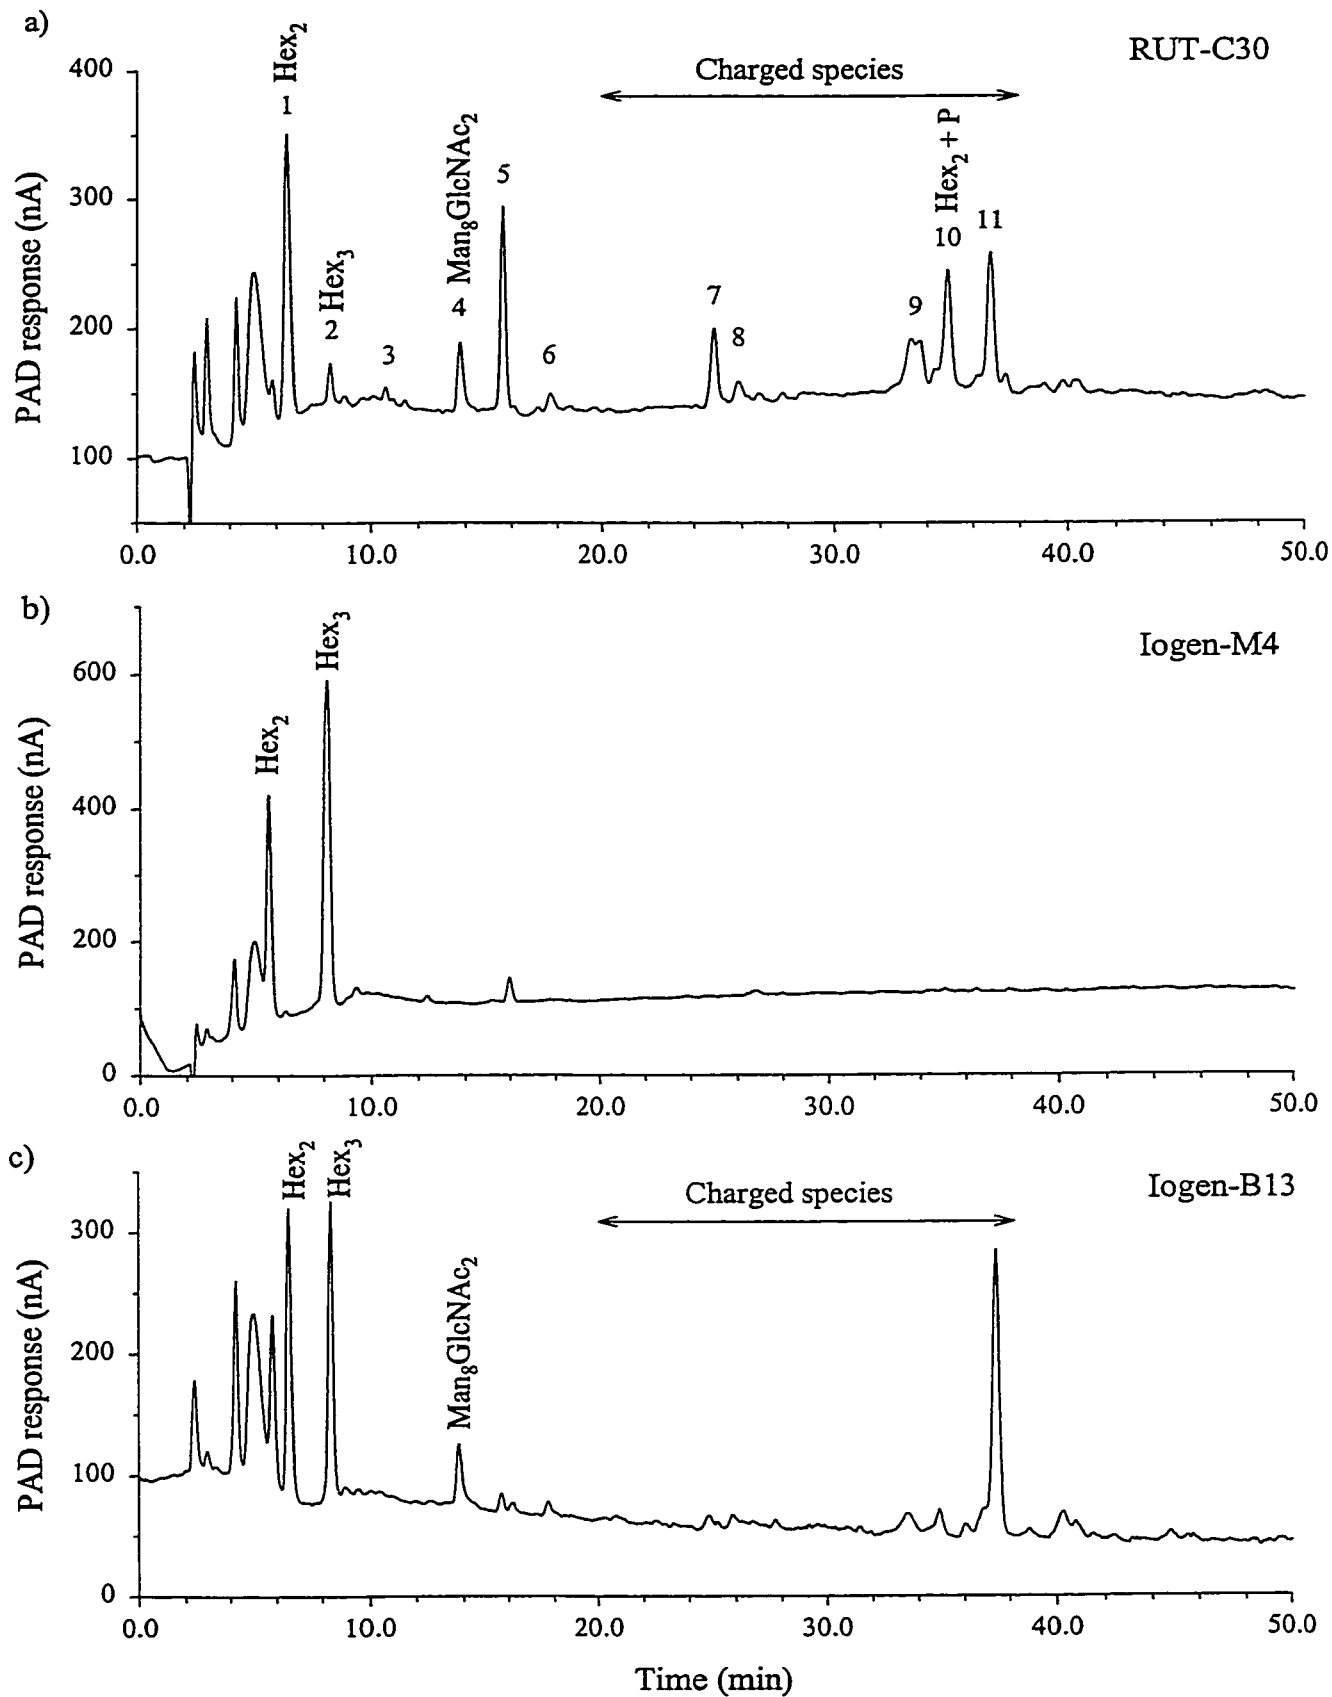 a)
RUT-C30
Charged species
PAD response (nA)
400
300
200
100
Hex2
1
2 Hex3
3
4 Man8GlcNAc2
5
6
7
8
9
10 Hex2 + P
11
0.0 10.0 20.0 30.0 40.0 50.0
b)
Iogen-M4
PAD response (nA)
600
400
200
0
Hex2
Hex3
0.0 10.0 20.0 30.0 40.0 50.0
c)
Iogen-B13
Charged species
PAD response (nA)
300
200
100
0
Hex2
Hex3
Man8GlcNAc2
0.0 10.0 20.0 30.0 40.0 50.0
Time (min)